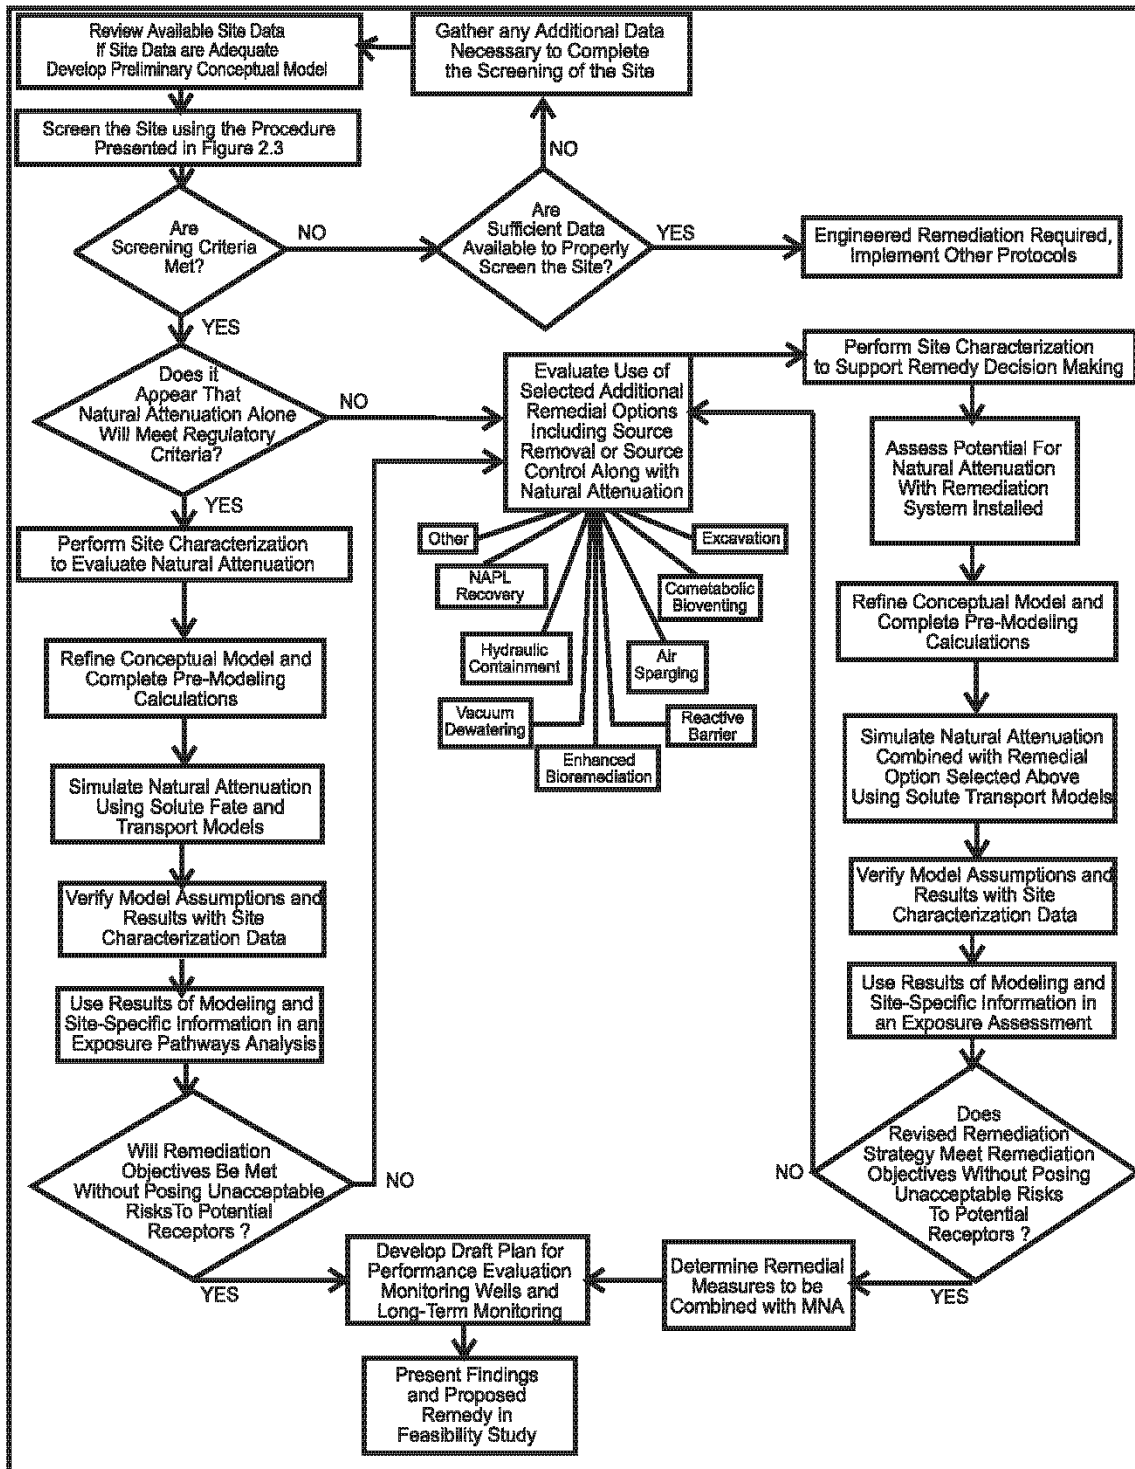 Review Available Site Data
If Site Data are Adequate
Develop Preliminary Conceptual Model
Gather any Additional Data
Necessary to Complete
the Screening of the Site
Screen the Site using the Procedure
Presented in Figure 2.3
NO
Are
Screening Criteria
Met?
NO
Are
Sufficient Data
Available to Properly
Screen the Site?
YES
Engineered Remediation Required,
Implement Other Protocols
YES
Does it
Appear That
Natural Attenuation Alone
Will Meet Regulatory
Criteria?
NO
Evaluate Use of
Selected Additional
Remedial Options
Including Source
Removal or Source
Control Along with
Natural Attenuation
Perform Site Characterization
to Support Remedy Decision Making
Assess Potential For
Natural Attenuation
With Remediation
System Installed
YES
Perform Site Characterization
to Evaluate Natural Attenuation
Other
Excavation
NAPL
Recovery
Cometabolic
Bioventing
Hydraulic
Containment
Air
Sparging
Vacuum
Dewatering
Reactive
Barrier
Enhanced
Bioremediation
Refine Conceptual Model and
Complete Pre-Modeling
Calculations
Refine Conceptual Model and
Complete Pre-Modeling
Calculations
Simulate Natural Attenuation
Using Solute Fate and
Transport Models
Simulate Natural Attenuation
Combined with Remedial
Option Selected Above
Using Solute Transport Models
Verify Model Assumptions and
Results with Site
Characterization Data
Verify Model Assumptions and
Results with Site
Characterization Data
Use Results of Modeling and
Site-Specific Information in an
Exposure Pathways Analysis
Use Results of Modeling and
Site-Specific Information in
an Exposure Assessment
Will Remediation
Objectives Be Met
Without Posing Unacceptable
RisksTo Potential
Receptors ?
NO
NO
Does
Revised Remediation
Strategy Meet Remediation
Objectives Without Posing
Unacceptable Risks
To Potential
Receptors ?
YES
Develop Draft Plan for
Performance Evaluation
Monitoring Wells and
Long-Term Monitoring
Determine Remedial
Measures to be
Combined with MNA
YES
Present Findings
and Proposed
Remedy in
Feasibility Study